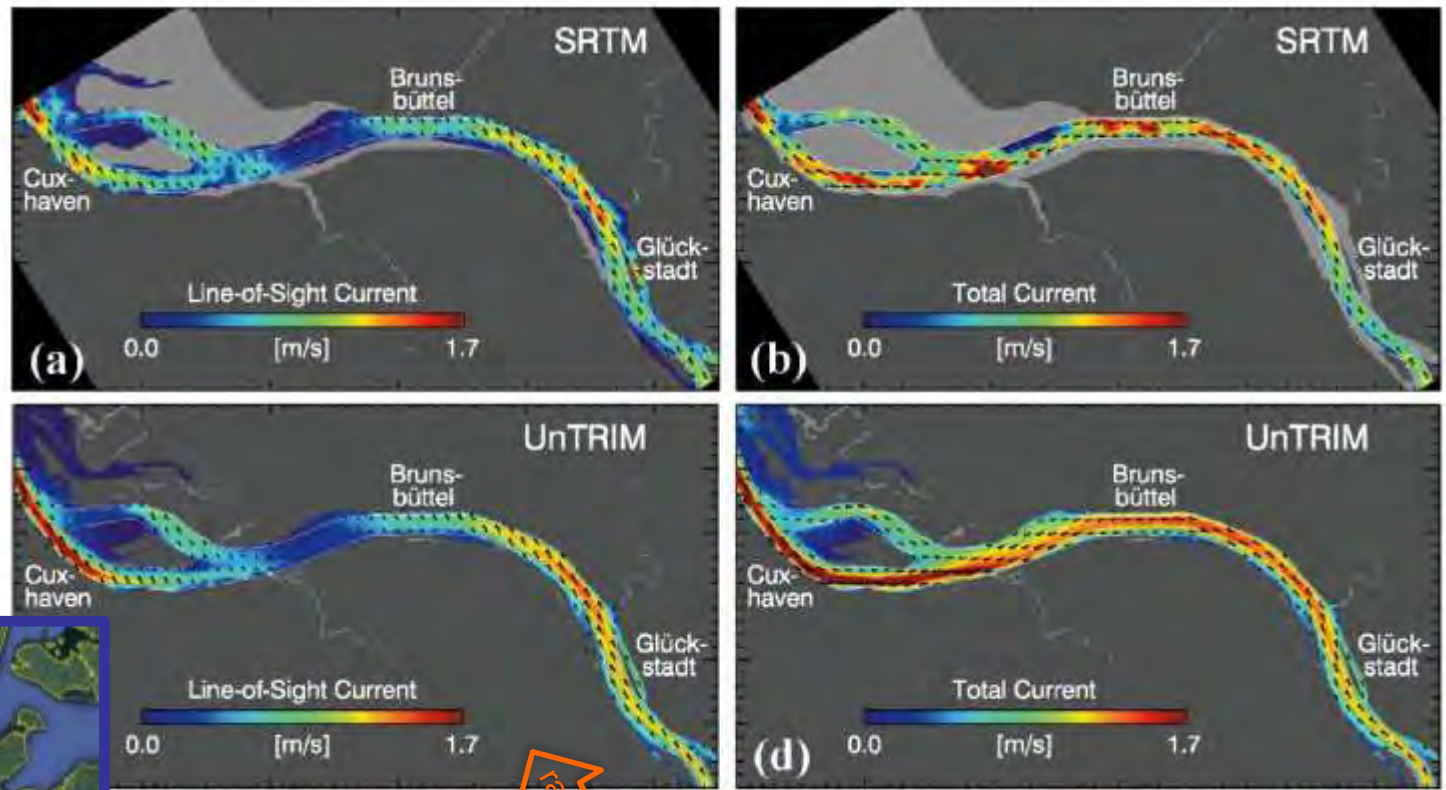 SRTM
Bruns-
büttel
Cux-
haven
Glück-
stadt
Line-of-Sight Current
0.0 [m/s] 1.7
(a)
SRTM
Bruns-
büttel
Cux-
haven
Glück-
stadt
Total Current
0.0 [m/s] 1.7
(b)
UnTRIM
Bruns-
büttel
Cux-
haven
Glück-
stadt
Line-of-Sight Current
0.0 [m/s] 1.7
UnTRIM
Bruns-
büttel
Cux-
haven
Glück-
stadt
Total Current
0.0 [m/s] 1.7
(d)